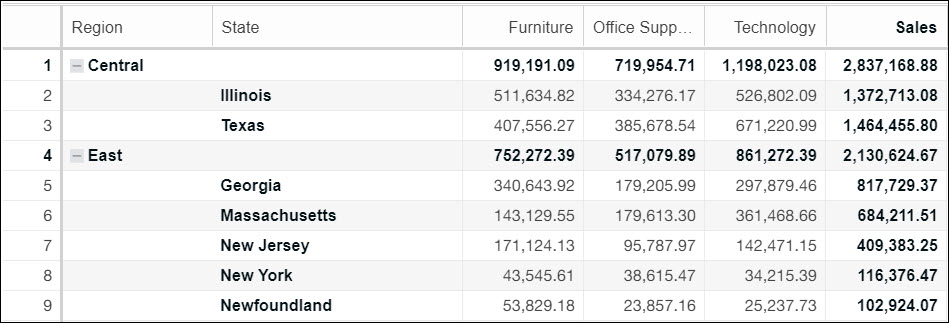 Region State Furniture Office Supp... Technology Sales
1 − Central 919,191.09 719,954.71 1,198,023.08 2,837,168.88
2 Illinois 511,634.82 334,276.17 526,802.09 1,372,713.08
3 Texas 407,556.27 385,678.54 671,220.99 1,464,455.80
4 − East 752,272.39 517,079.89 861,272.39 2,130,624.67
5 Georgia 340,643.92 179,205.99 297,879.46 817,729.37
6 Massachusetts 143,129.55 179,613.30 361,468.66 684,211.51
7 New Jersey 171,124.13 95,787.97 142,471.15 409,383.25
8 New York 43,545.61 38,615.47 34,215.39 116,376.47
9 Newfoundland 53,829.18 23,857.16 25,237.73 102,924.07